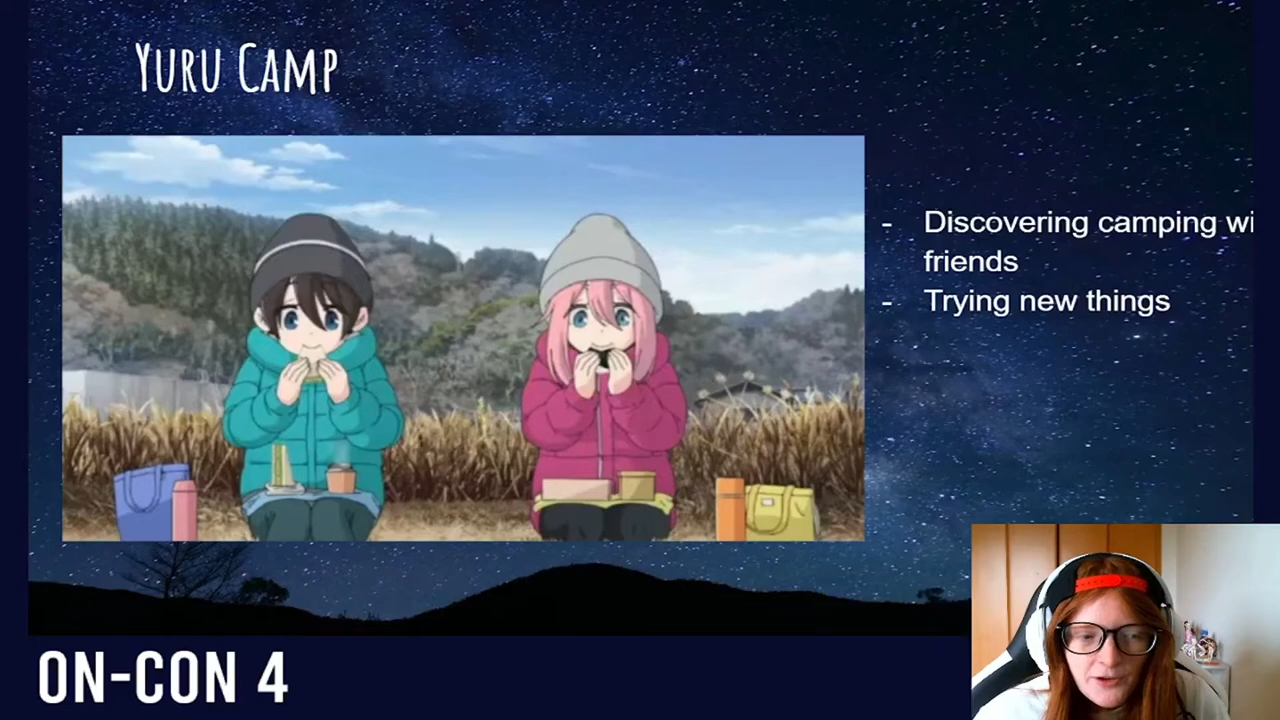 Yuru Camp
- Discovering camping wi
friends
- Trying new things
ON-CON 4